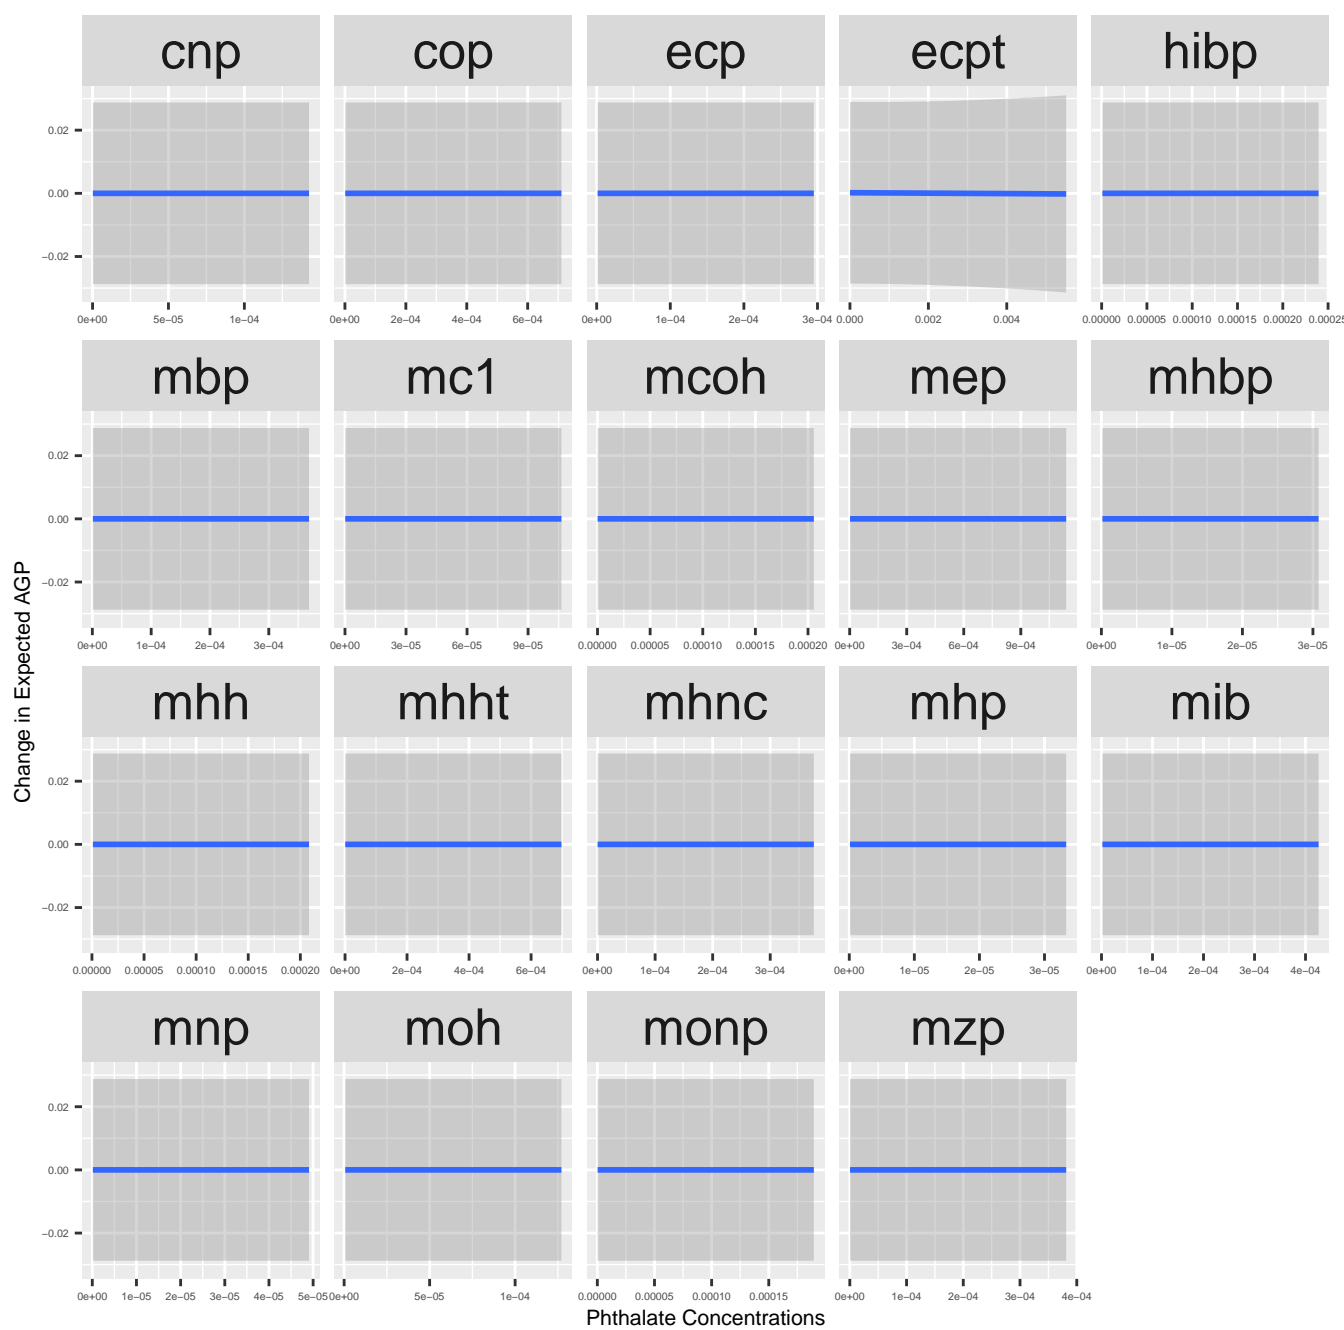 cnp cop ecp ecpt hibp
0.02
0.00
−0.02
0e+00 5e−05 1e−04 0e+00 2e−04 4e−04 6e−04 0e+00 1e−04 2e−04 3e−04 0.000 0.002 0.004 0.00000 0.00005 0.00010 0.00015 0.00020 0.00025
mbp mc1 mcoh mep mhbp
0.02
0.00
−0.02
0e+00 1e−04 2e−04 3e−04 0e+00 3e−05 6e−05 9e−05 0.00000 0.00005 0.00010 0.00015 0.00020 0e+00 3e−04 6e−04 9e−04 0e+00 1e−05 2e−05 3e−05
Change in Expected AGP
mhh mhht mhnc mhp mib
0.02
0.00
−0.02
0.00000 0.00005 0.00010 0.00015 0.00020 0e+00 2e−04 4e−04 6e−04 0e+00 1e−04 2e−04 3e−04 0e+00 1e−05 2e−05 3e−05 0e+00 1e−04 2e−04 3e−04 4e−04
mnp moh monp mzp
0.02
0.00
−0.02
0e+00 1e−05 2e−05 3e−05 4e−05 5e−05 0e+00 5e−05 1e−04 0.00000 0.00005 0.00010 0.00015 0e+00 1e−04 2e−04 3e−04 4e−04
Phthalate Concentrations